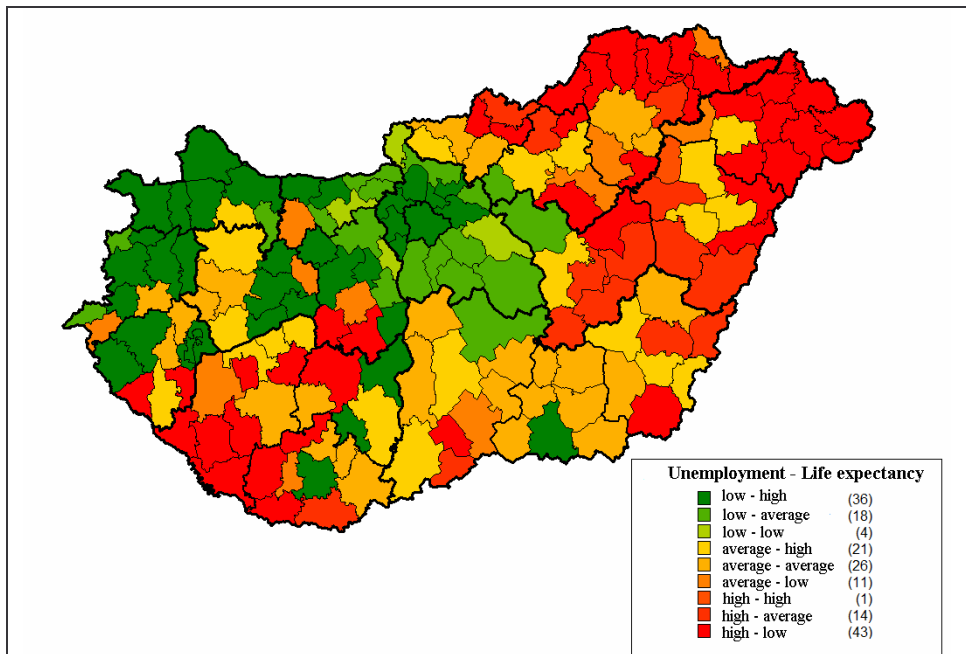 Unemployment - Life expectancy
low - high (36)
low - average (18)
low - low (4)
average - high (21)
average - average (26)
average - low (11)
high - high (1)
high - average (14)
high - low (43)